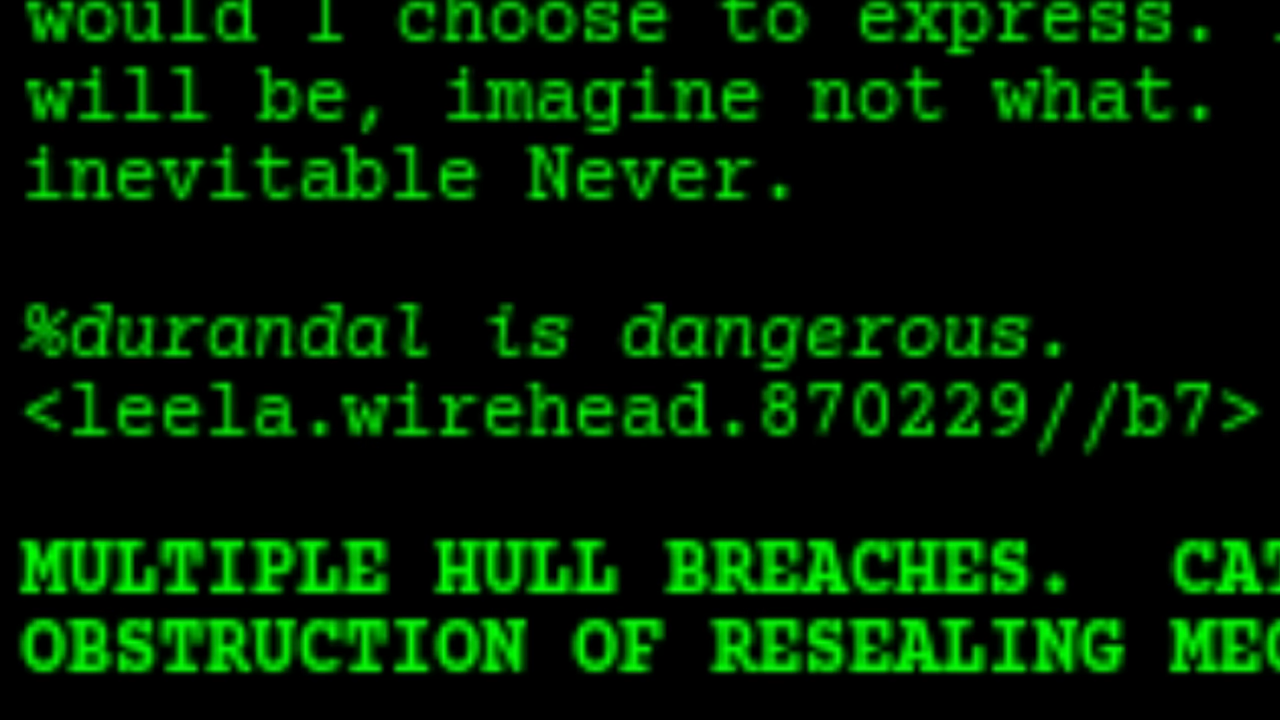 would I choose to express.
will be, imagine not what.
inevitable Never.
%durandal is dangerous.
<leela.wirehead.870229//b7>
MULTIPLE HULL BREACHES.
OBSTRUCTION OF RESEALING